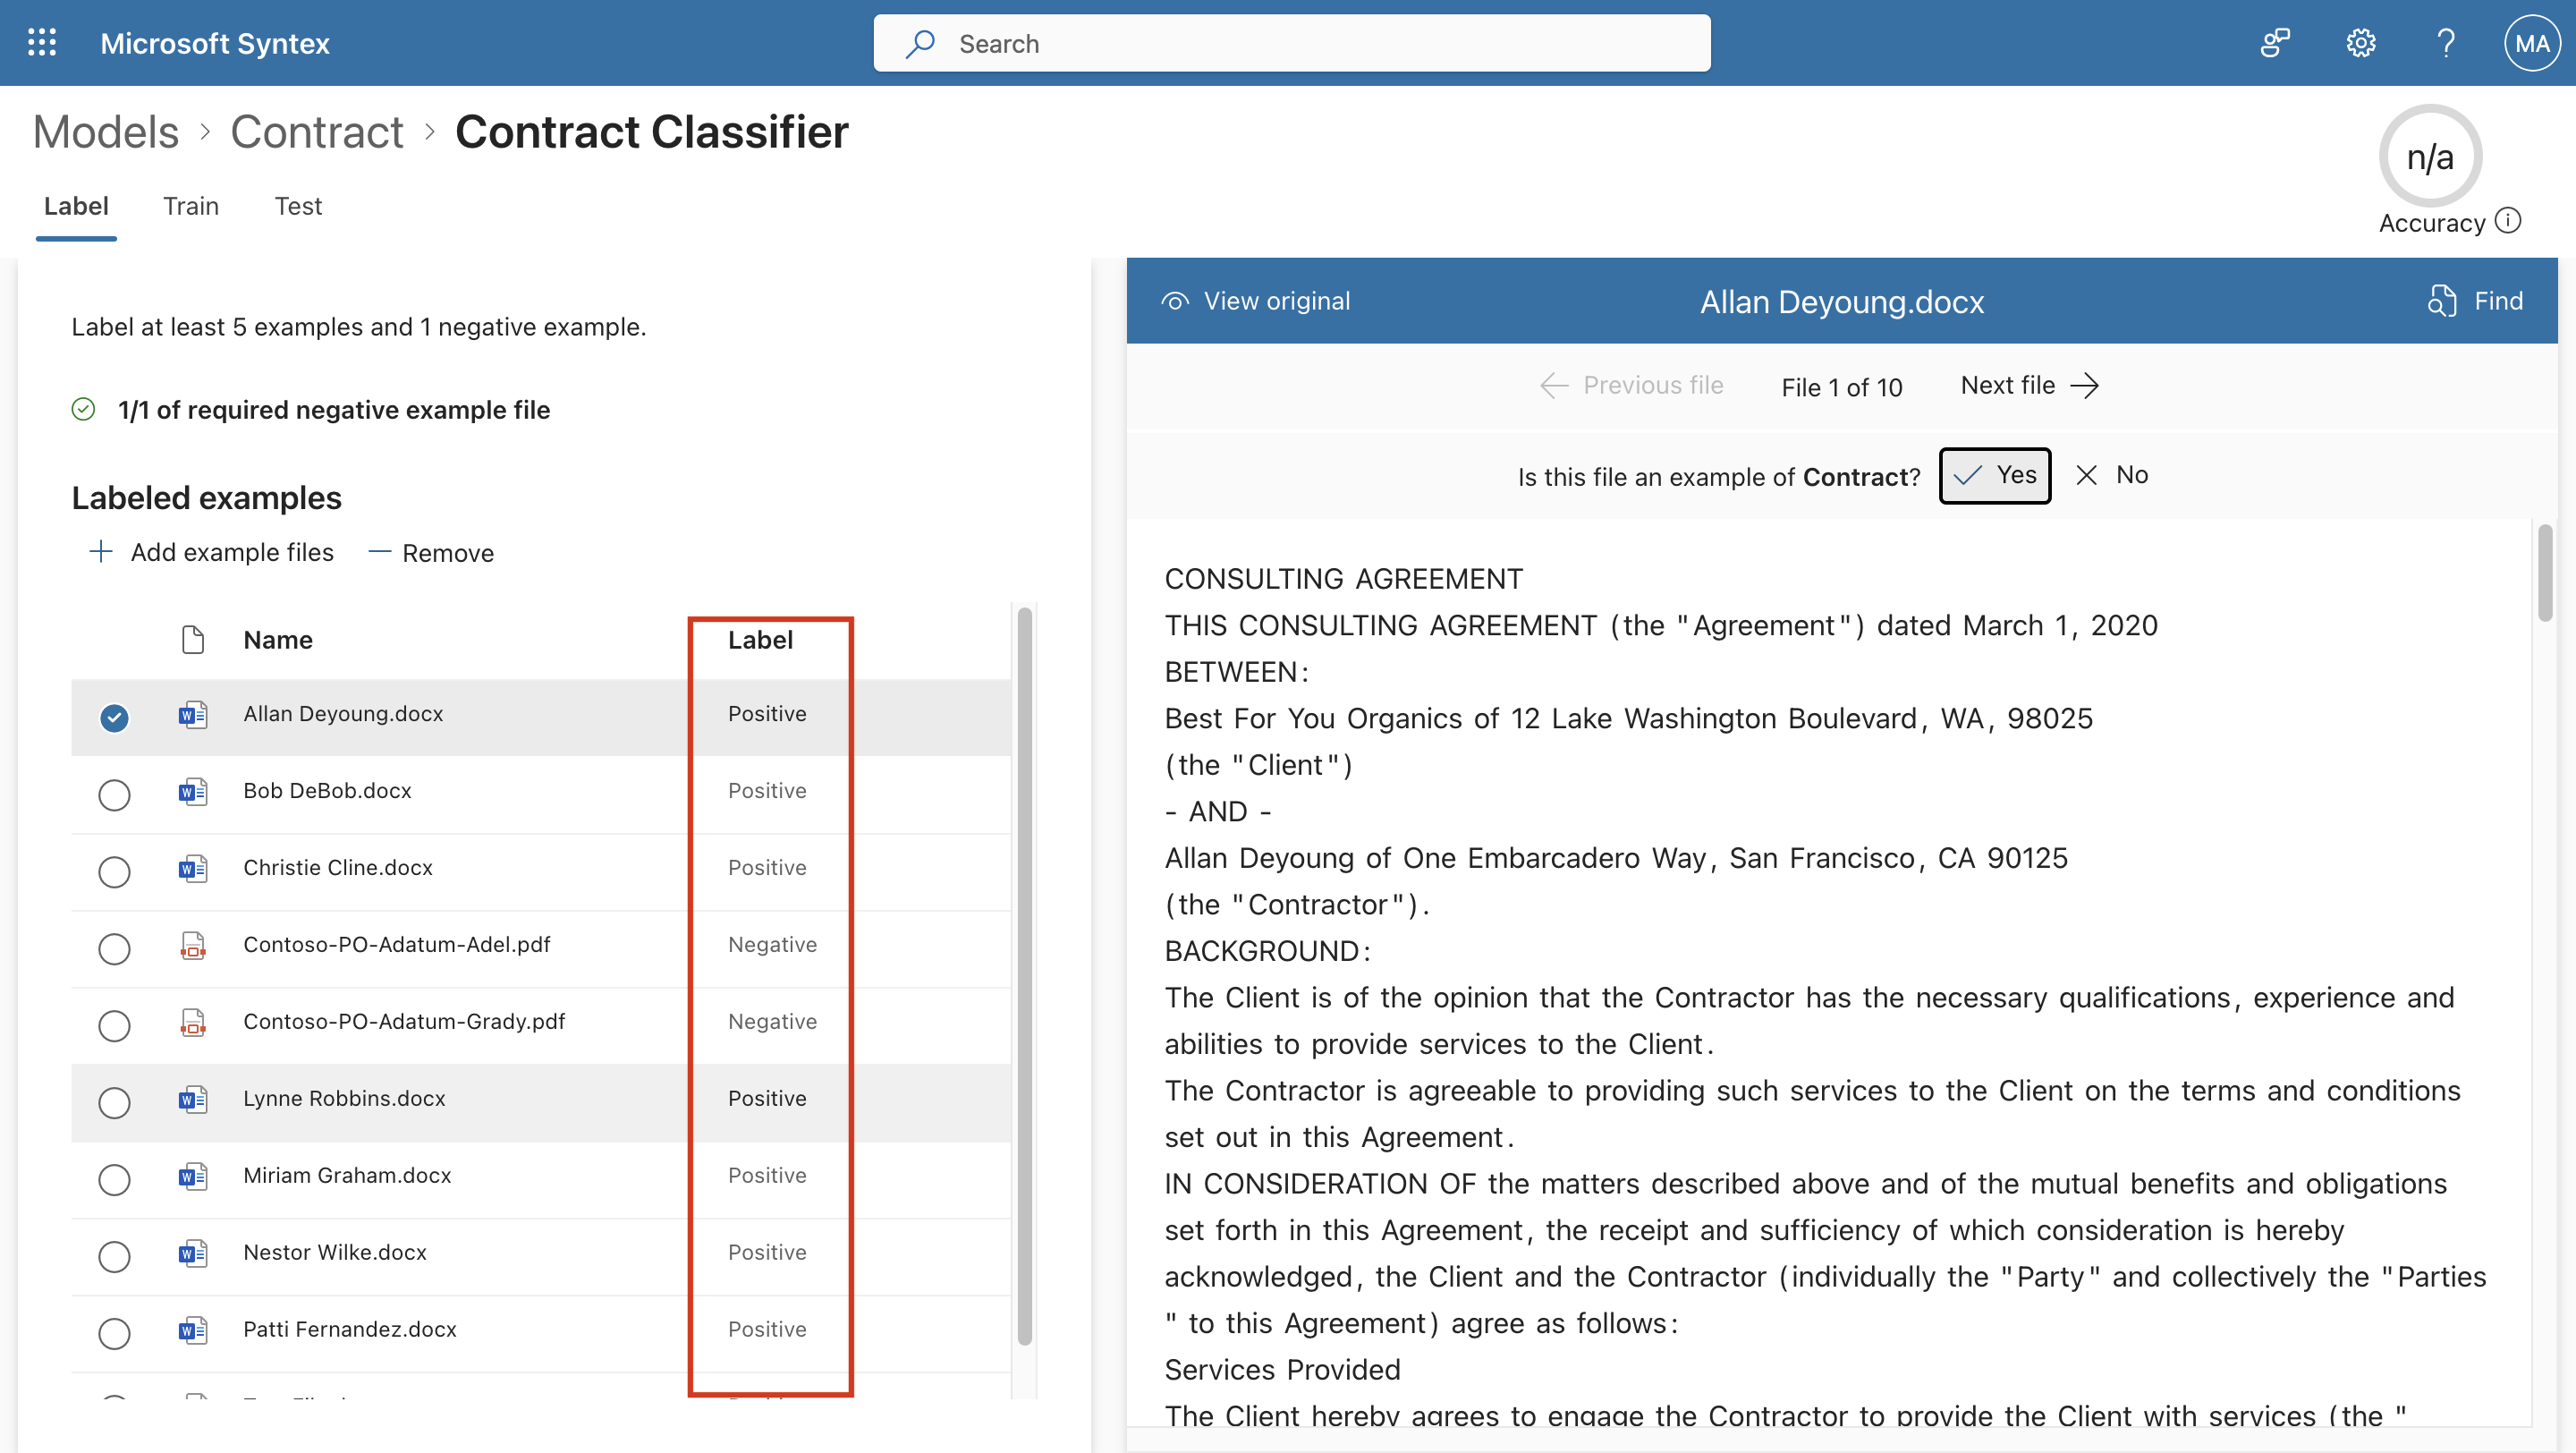 Microsoft Syntex
Search
MA
Models > Contract > Contract Classifier
n/a
Accuracy
Label Train Test
Label at least 5 examples and 1 negative example.
1/1 of required negative example file
Labeled examples
Add example files Remove
Name Label
Allan Deyoung.docx Positive
Bob DeBob.docx Positive
Christie Cline.docx Positive
Contoso-PO-Adatum-Adel.pdf Negative
Contoso-PO-Adatum-Grady.pdf Negative
Lynne Robbins.docx Positive
Miriam Graham.docx Positive
Nestor Wilke.docx Positive
Patti Fernandez.docx Positive
View original Allan Deyoung.docx Find
Previous file File 1 of 10 Next file
Is this file an example of Contract? Yes No
CONSULTING AGREEMENT
THIS CONSULTING AGREEMENT (the "Agreement") dated March 1, 2020
BETWEEN:
Best For You Organics of 12 Lake Washington Boulevard, WA, 98025
(the "Client")
- AND -
Allan Deyoung of One Embarcadero Way, San Francisco, CA 90125
(the "Contractor").
BACKGROUND:
The Client is of the opinion that the Contractor has the necessary qualifications, experience and
abilities to provide services to the Client.
The Contractor is agreeable to providing such services to the Client on the terms and conditions
set out in this Agreement.
IN CONSIDERATION OF the matters described above and of the mutual benefits and obligations
set forth in this Agreement, the receipt and sufficiency of which consideration is hereby
acknowledged, the Client and the Contractor (individually the "Party" and collectively the "Parties
" to this Agreement) agree as follows:
Services Provided
The Client hereby agrees to engage the Contractor to provide the Client with services (the "